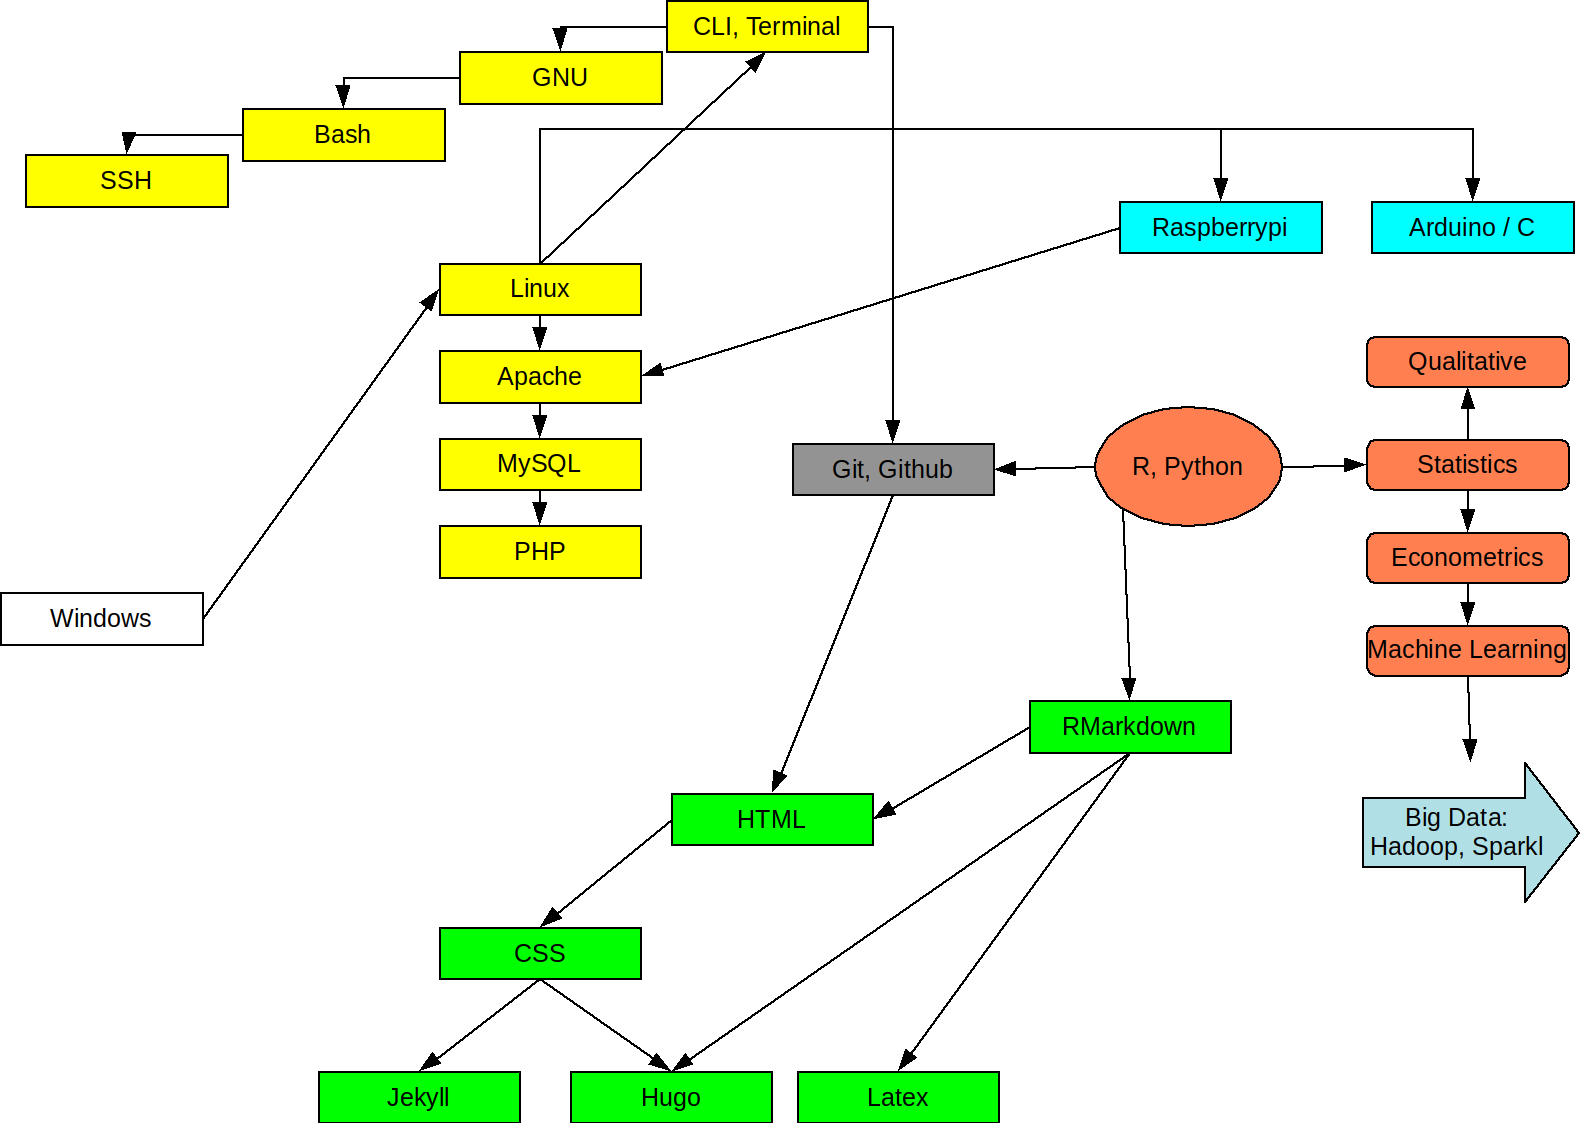 CLI, Terminal
GNU
Bash
SSH
Raspberrypi
Arduino / C
Linux
Apache
Qualitative
MySQL
Git, Github
R, Python
Statistics
PHP
Econometrics
Windows
Machine Learning
RMarkdown
HTML
Big Data:
Hadoop, Sparkl
CSS
Jekyll
Hugo
Latex